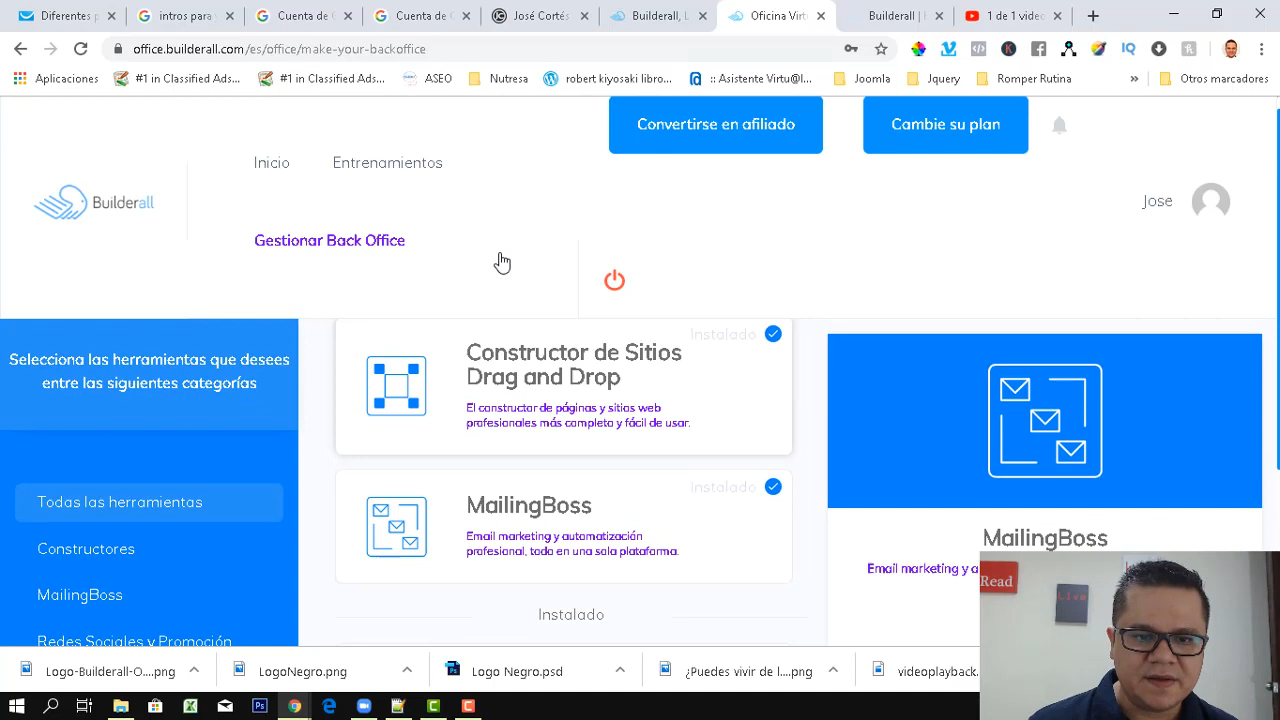 Diferentes p
intros para
Cuenta de C
Cuenta de C
José Cortés
Builderall, L
Oficina Virtu
Builderall | H
1 de 1 video
office.builderall.com/es/office/make-your-backoffice
Aplicaciones
#1 in Classified Ads...
#1 in Classified Ads...
ASEO
Nutresa
robert kiyosaki libro...
:: Asistente Virtu@l...
Joomla
Jquery
Romper Rutina
»
Otros marcadores
Convertirse en afiliado
Cambie su plan
Inicio
Entrenamientos
Builderall
Jose
Gestionar Back Office
Selecciona las herramientas que desees
entre las siguientes categorías
Todas las herramientas
Constructores
MailingBoss
Redes Sociales y Promoción
Instalado
Constructor de Sitios
Drag and Drop
El constructor de páginas y sitios web
profesionales más completo y fácil de usar.
Instalado
MailingBoss
Email marketing y automatización
profesional, todo en una sola plataforma.
Instalado
MailingBoss
Email marketing y a
Read
Live
Logo-Builderall-O....png
LogoNegro.png
Logo Negro.psd
¿Puedes vivir de l....png
videoplayback.